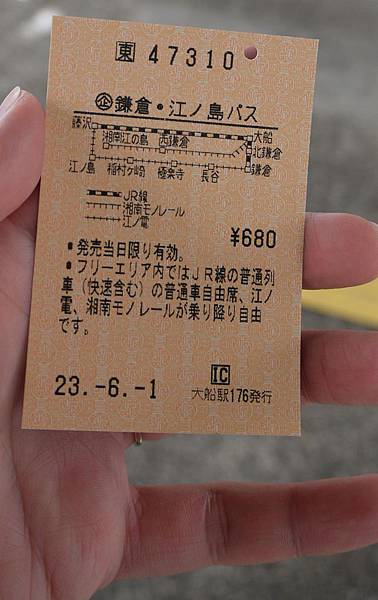 東 47310
企鎌倉・江ノ島パス
藤沢 大船
湘南江の島 西鎌倉 北鎌倉
江ノ島 稲村ヶ崎 極楽寺 長谷 鎌倉
JR線
湘南モノレール
江ノ電
¥680
・発売当日限り有効。
・フリーエリア内ではJR線の普通列
車（快速含む）の普通車自由席、江ノ
電、湘南モノレールが乗り降り自由
です。
IC
23.-6.-1 大船駅176発行